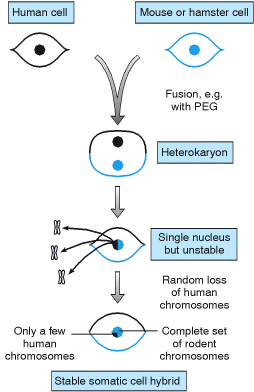 Human cell
Mouse or hamster cell
Fusion, e.g.
with PEG
Heterokaryon
Single nucleus
but unstable
Random loss
of human
chromosomes
Only a few
human
chromosomes
Complete set
of rodent
chromosomes
Stable somatic cell hybrid